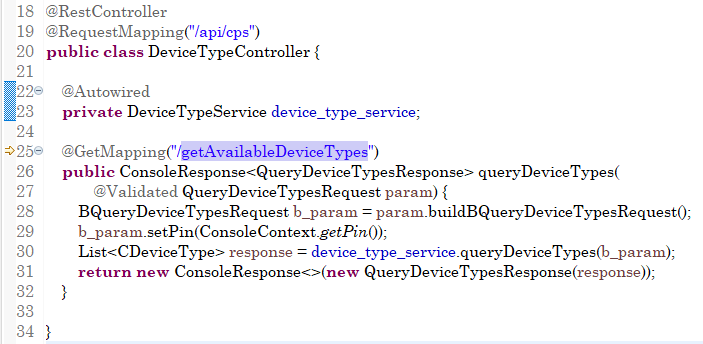 18 @RestController
19 @RequestMapping("/api/cps")
20 public class DeviceTypeController {
21
22 @Autowired
23 private DeviceTypeService device_type_service;
24
25 @GetMapping("/getAvailableDeviceTypes")
26 public ConsoleResponse<QueryDeviceTypesResponse> queryDeviceTypes(
27 @Validated QueryDeviceTypesRequest param) {
28 BQueryDeviceTypesRequest b_param = param.buildBQueryDeviceTypesRequest();
29 b_param.setPin(ConsoleContext.getPin());
30 List<CDeviceType> response = device_type_service.queryDeviceTypes(b_param);
31 return new ConsoleResponse<>(new QueryDeviceTypesResponse(response));
32 }
33
34 }